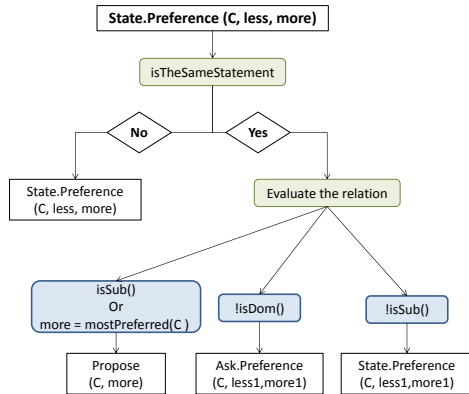 State.Preference (C, less, more)
isTheSameStatement
No
Yes
State.Preference
(C, less, more)
Evaluate the relation
isSub()
Or
more = mostPreferred(C )
!isDom()
!isSub()
Propose
(C, more)
Ask.Preference
(C, less1,more1)
State.Preference
(C, less1,more1)